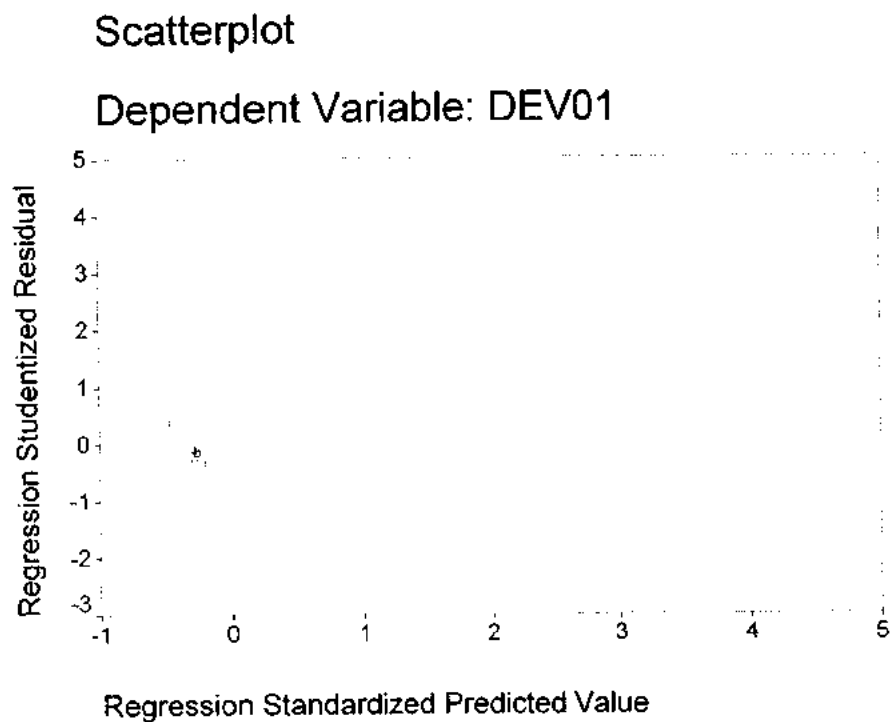 Scatterplot
Dependent Variable: DEV01
Regression Studentized Residual
5
4
3
2
1
0
-1
-2
-3
-1 0 1 2 3 4 5
Regression Standardized Predicted Value